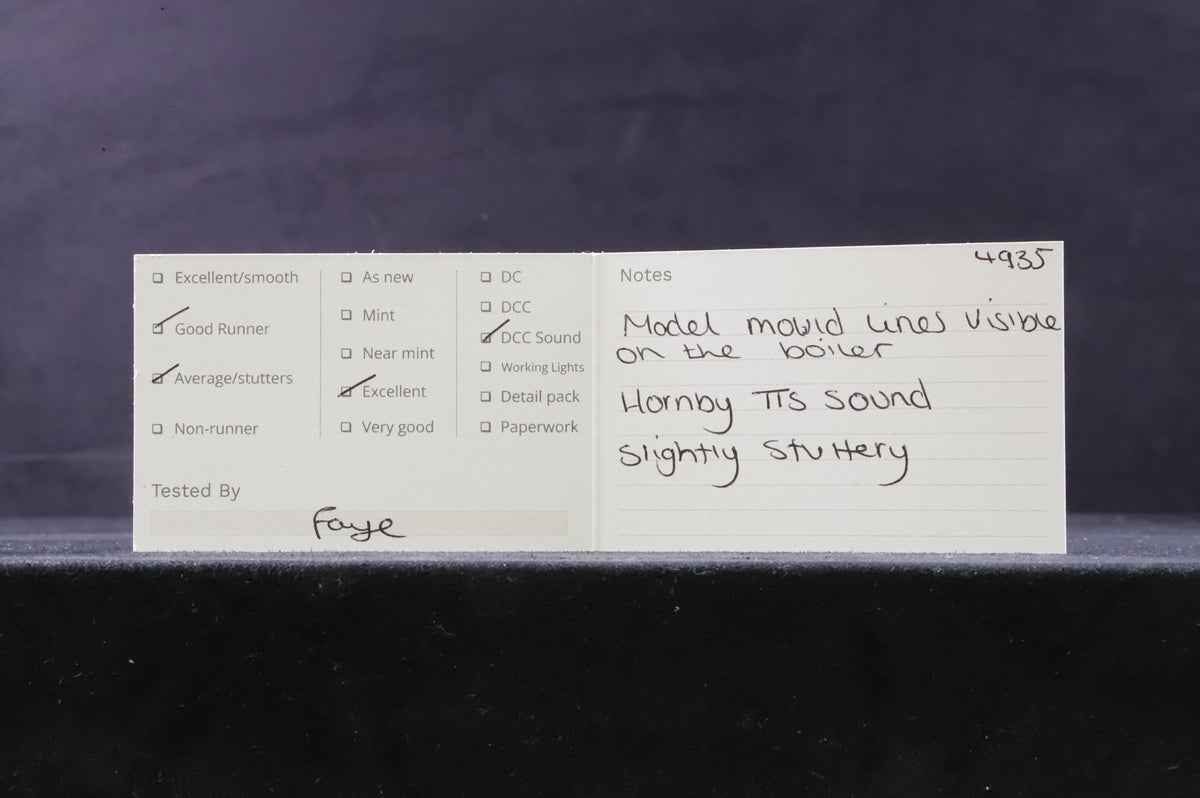 Excellent/smooth
Good Runner
Average/stutters
Non-runner
As new
Mint
Near mint
Excellent
Very good
DC
DCC
DCC Sound
Working Lights
Detail pack
Paperwork
Tested By
Faye
Notes
4935
Model mould lines visible
on the boiler
Hornby TTS Sound
Slightly Stuttery